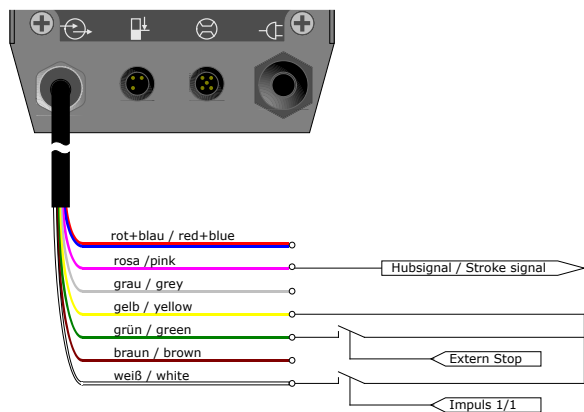 rot+blau / red+blue
rosa /pink
Hubsignal / Stroke signal
grau / grey
gelb / yellow
grün / green
Extern Stop
braun / brown
weiß / white
Impuls 1/1